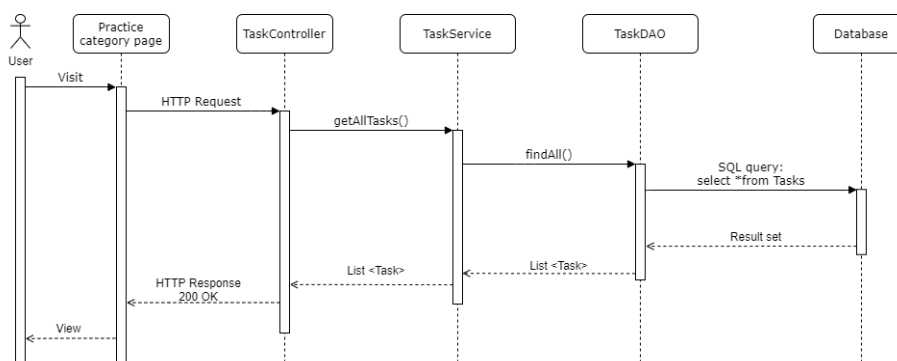 Practice
category page
TaskController
TaskService
TaskDAO
Database
User
Visit
HTTP Request
getAllTasks()
findAll()
SQL query:
select *from Tasks
Result set
List <Task>
List <Task>
HTTP Response
200 OK
View